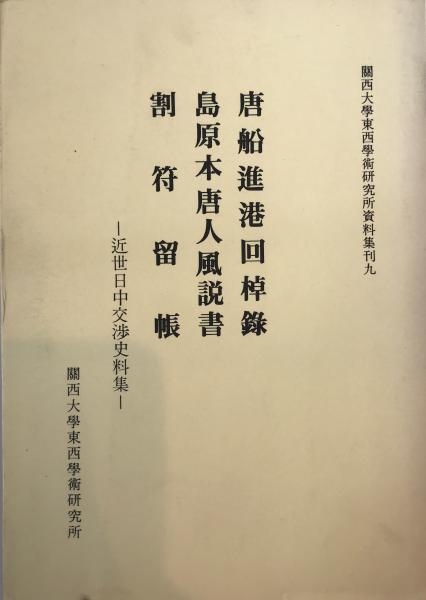 關西大學東西學術研究所資料集刊九
唐船進港回棹錄
島原本唐人風説書
割符留帳
―近世日中交渉史料集―
關西大學東西學術研究所